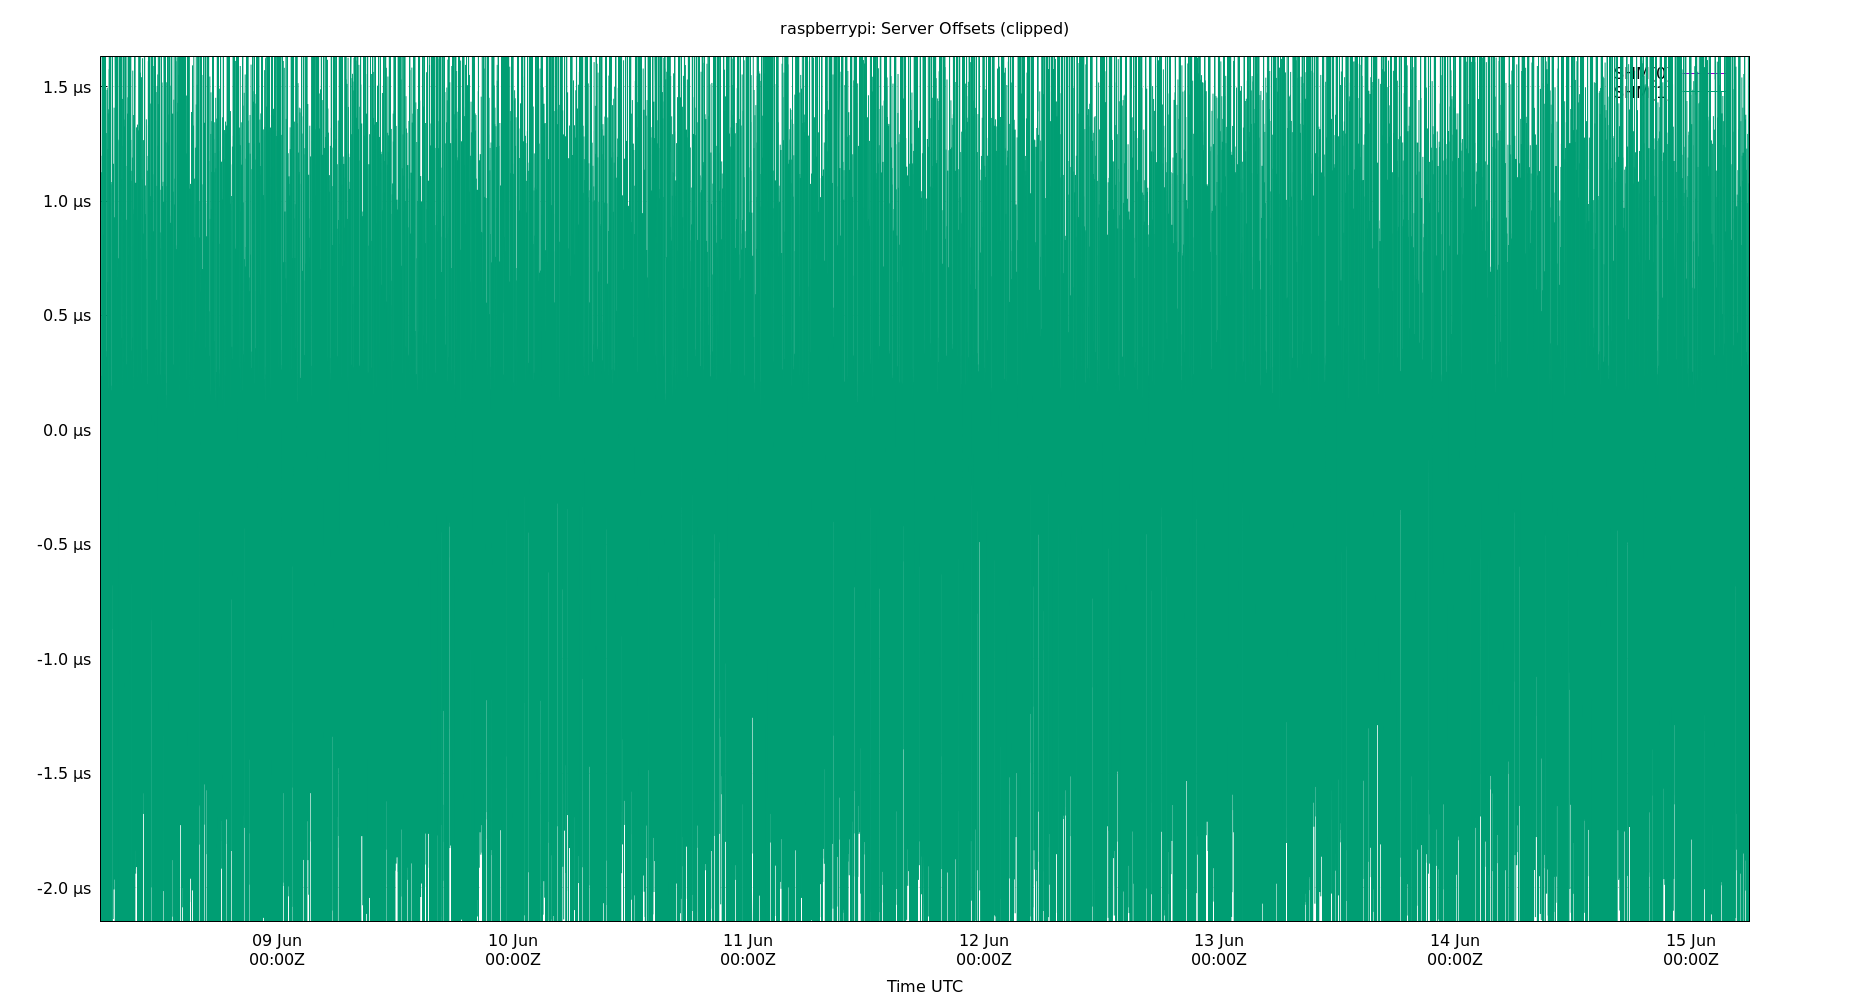 raspberrypi: Server Offsets (clipped)
1.5 µs
1.0 µs
0.5 µs
0.0 µs
-0.5 µs
-1.0 µs
-1.5 µs
-2.0 µs
09 Jun 10 Jun 11 Jun 12 Jun 13 Jun 14 Jun 15 Jun
00:00Z 00:00Z 00:00Z 00:00Z 00:00Z 00:00Z 00:00Z
Time UTC